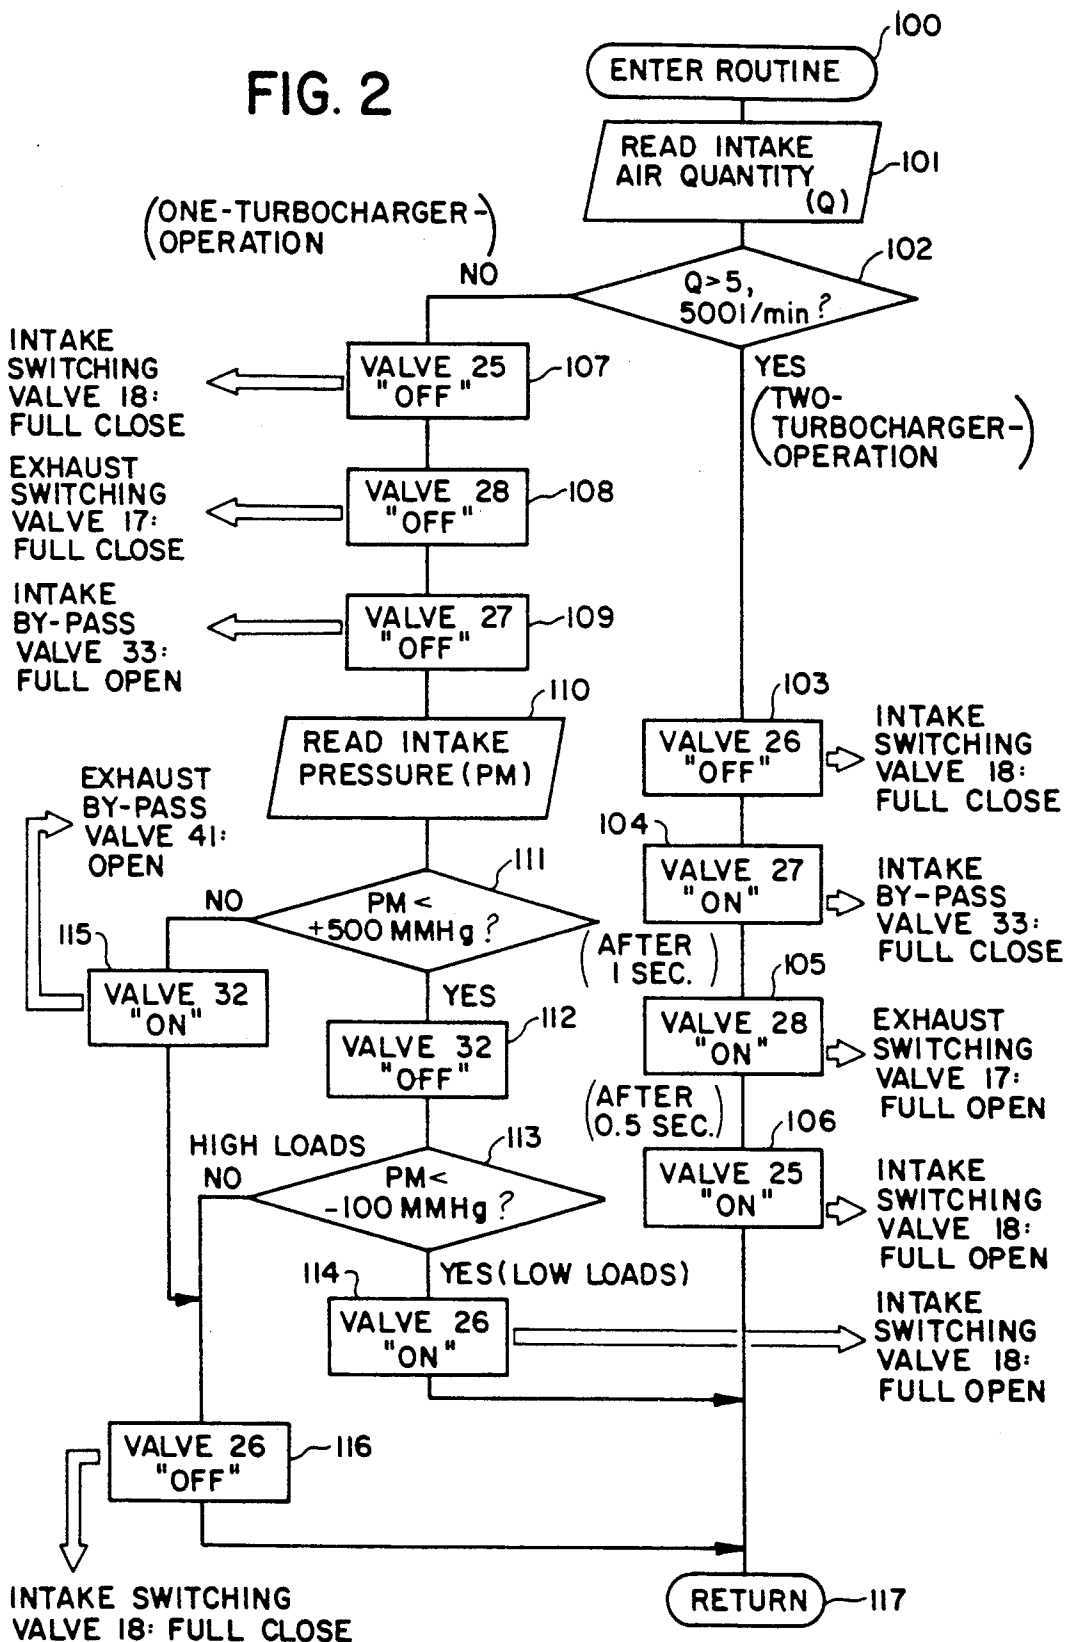 FIG. 2
100
ENTER ROUTINE
READ INTAKE
AIR QUANTITY
(Q)
101
(ONE-TURBOCHARGER-
OPERATION)
NO
Q>5,
500l/min?
102
YES
(TWO-
TURBOCHARGER-
OPERATION)
INTAKE
SWITCHING
VALVE 18:
FULL CLOSE
VALVE 25
"OFF"
107
EXHAUST
SWITCHING
VALVE 17:
FULL CLOSE
VALVE 28
"OFF"
108
INTAKE
BY-PASS
VALVE 33:
FULL OPEN
VALVE 27
"OFF"
109
110
READ INTAKE
PRESSURE (PM)
103
VALVE 26
"OFF"
INTAKE
SWITCHING
VALVE 18:
FULL CLOSE
EXHAUST
BY-PASS
VALVE 41:
OPEN
104
VALVE 27
"ON"
INTAKE
BY-PASS
VALVE 33:
FULL CLOSE
111
NO
PM<
+500 MMHg?
(AFTER
1 SEC.)
115
VALVE 32
"ON"
YES
112
VALVE 32
"OFF"
105
VALVE 28
"ON"
EXHAUST
SWITCHING
VALVE 17:
FULL OPEN
(AFTER
0.5 SEC.)
106
VALVE 25
"ON"
INTAKE
SWITCHING
VALVE 18:
FULL OPEN
HIGH LOADS
NO
113
PM<
-100 MMHg?
YES (LOW LOADS)
114
VALVE 26
"ON"
INTAKE
SWITCHING
VALVE 18:
FULL OPEN
VALVE 26
"OFF"
116
INTAKE SWITCHING
VALVE 18: FULL CLOSE
RETURN
117